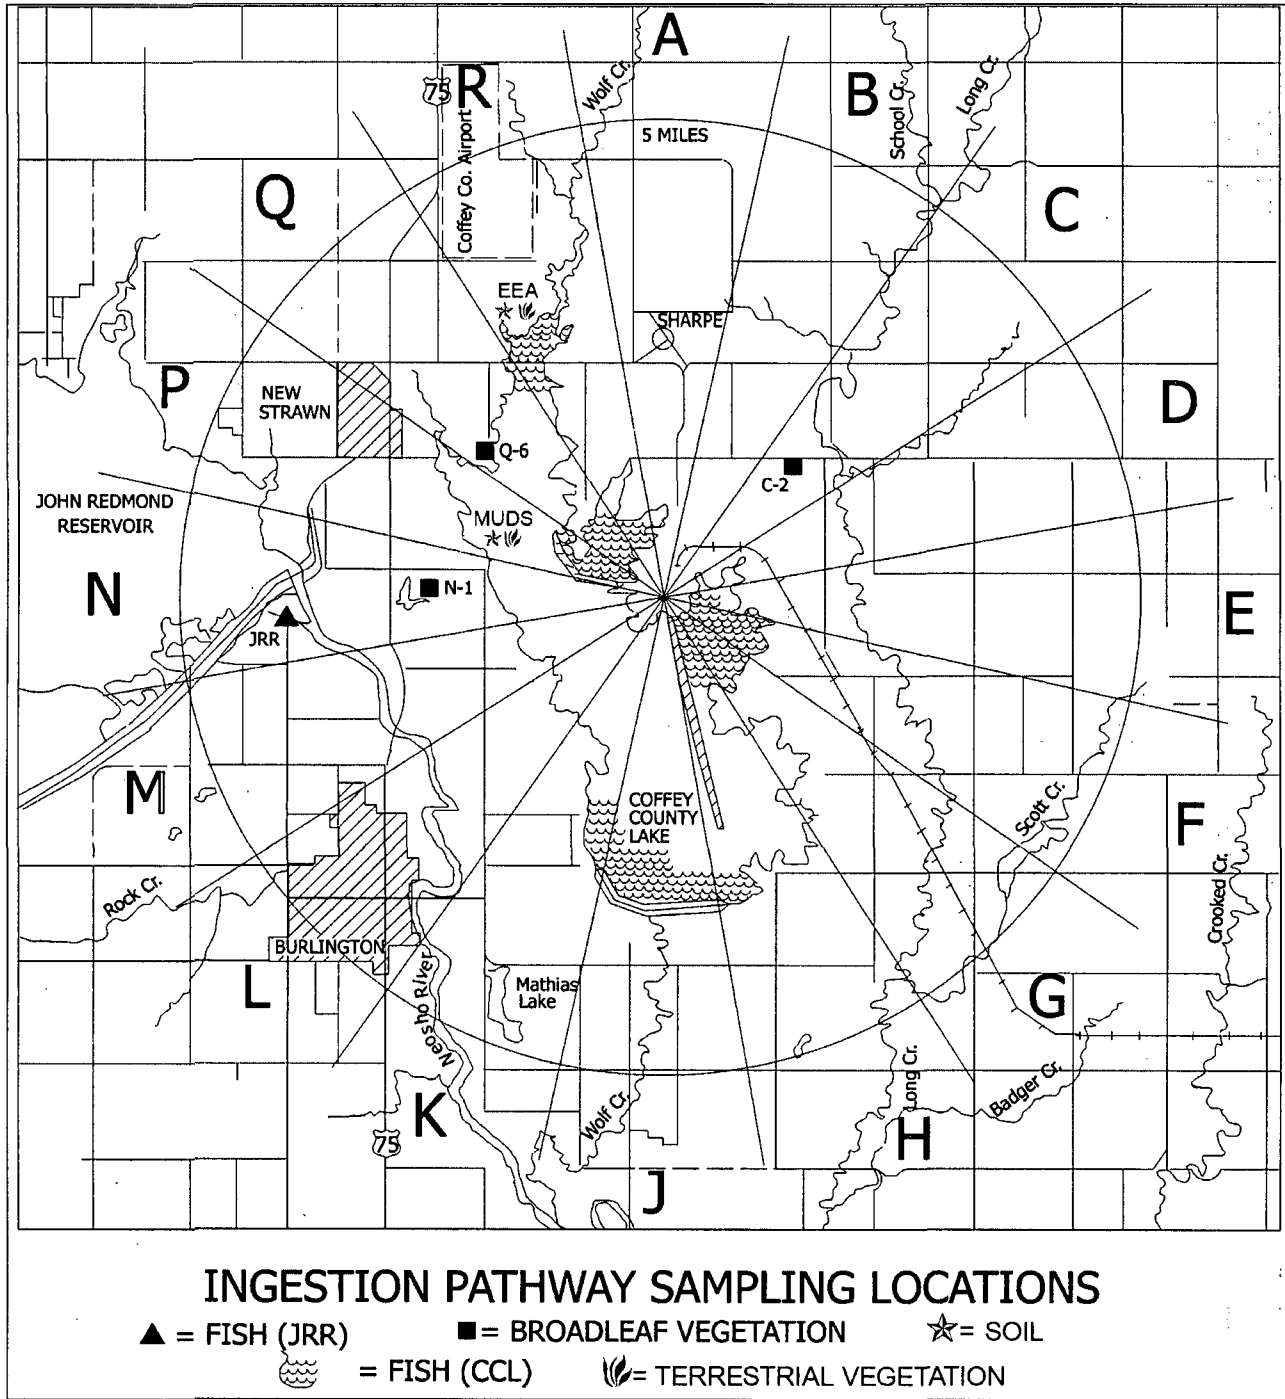 A
R
75
Wolf Cr.
B
School Cr.
Long Cr.
5 MILES
Coffey Co. Airport
Q
C
EEA
SHARPE
P
NEW
STRAWN
D
Q-6
C-2
JOHN REDMOND
RESERVOIR
MUDS
N
N-1
E
JRR
M
COFFEY
COUNTY
LAKE
Scott Cr.
F
Rock Cr.
Crooked Cr.
BURLINGTON
L
Neosho River
Mathias
Lake
G
Long Cr.
Badger Cr.
K
75
Wolf Cr.
H
J
INGESTION PATHWAY SAMPLING LOCATIONS
= FISH (JRR)
= BROADLEAF VEGETATION
= SOIL
= FISH (CCL)
= TERRESTRIAL VEGETATION